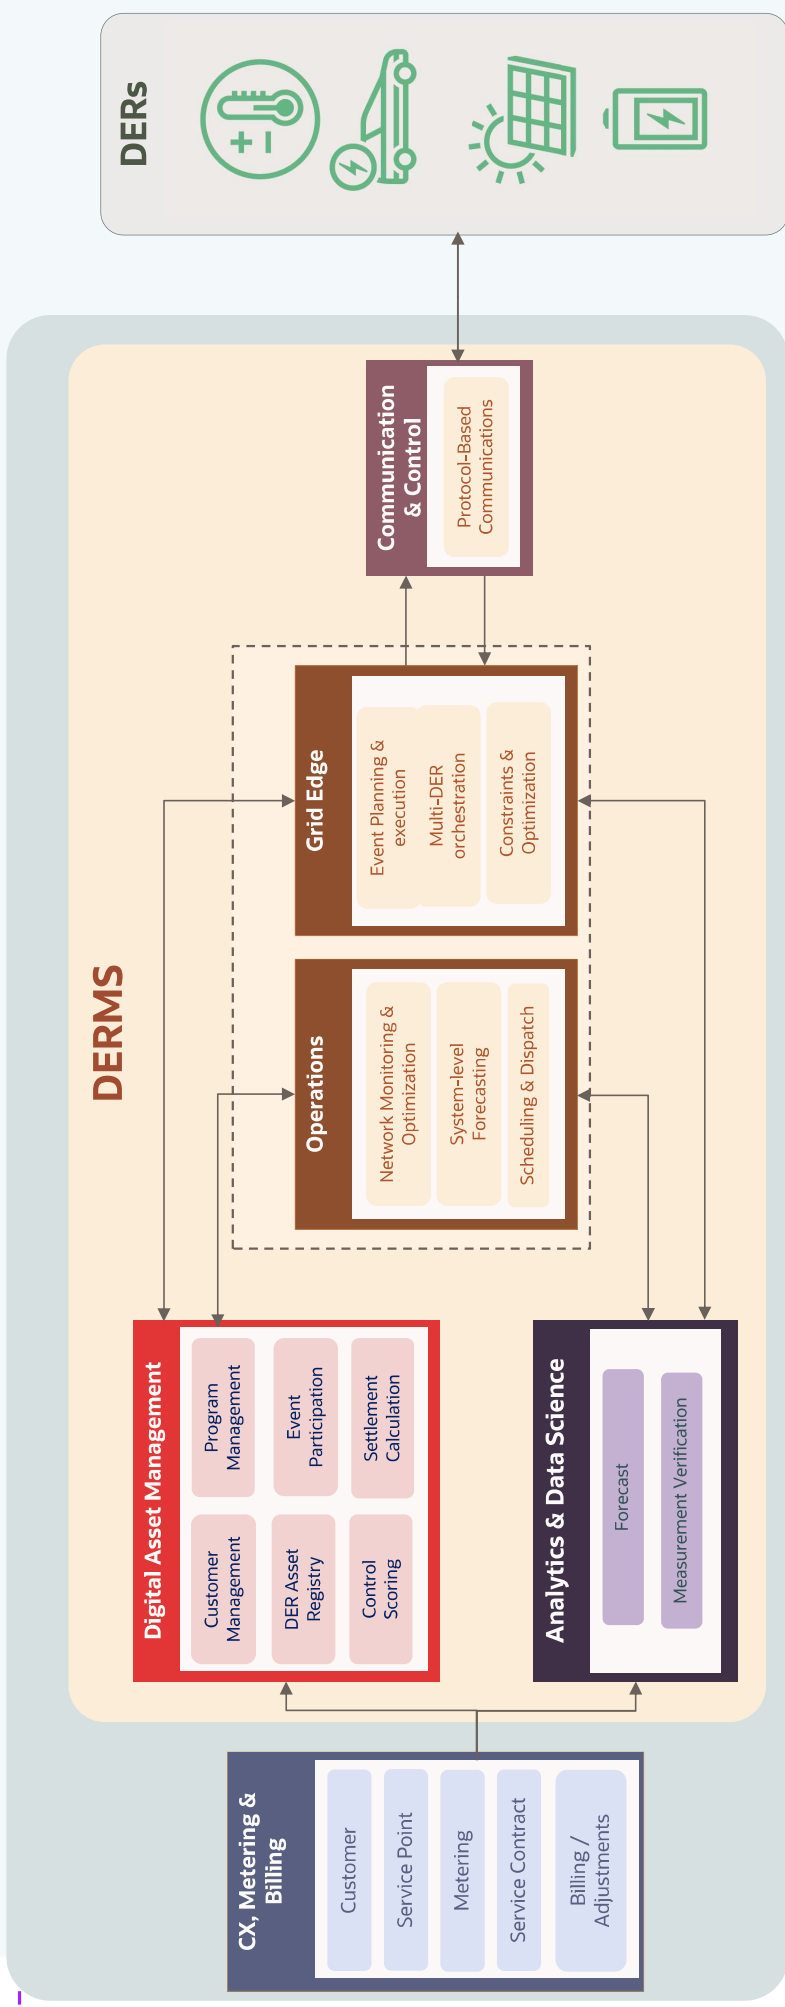 DERMS
CX, Metering &
Billing
Customer
Service Point
Metering
Service Contract
Billing /
Adjustments
Digital Asset Management
Customer
Management
Program
Management
DER Asset
Registry
Event
Participation
Control
Scoring
Settlement
Calculation
Analytics & Data Science
Forecast
Measurement Verification
Operations
Network Monitoring &
Optimization
System-level
Forecasting
Scheduling & Dispatch
Grid Edge
Event Planning &
execution
Multi-DER
orchestration
Constraints &
Optimization
Communication
& Control
Protocol-Based
Communications
DERs